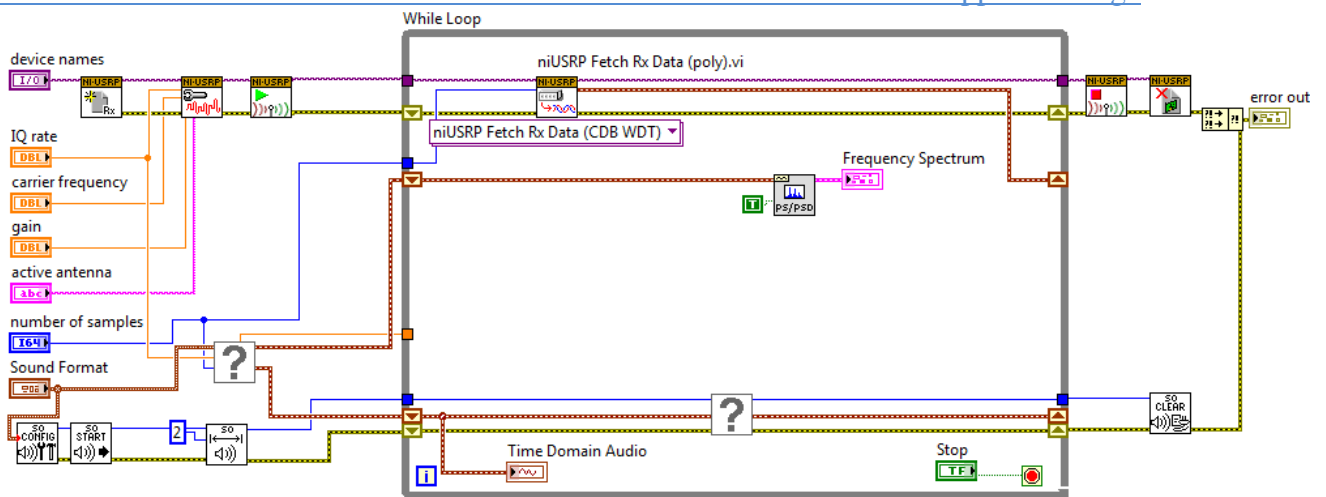 While Loop
device names
niUSRP Fetch Rx Data (poly).vi
I/O
NI-USRP
Rx
NI-USRP
NI-USRP
NI-USRP
NI-USRP
NI-USRP
error out
niUSRP Fetch Rx Data (CDB WDT)
?!
?!
?!
IQ rate
DBL
Frequency Spectrum
carrier frequency
DBL
T
PS/PSD
gain
DBL
active antenna
abc
number of samples
I64
?
Sound Format
?
SO
CONFIG
SO
START
2
SO
SO
CLEAR
Time Domain Audio
Stop
TF
i